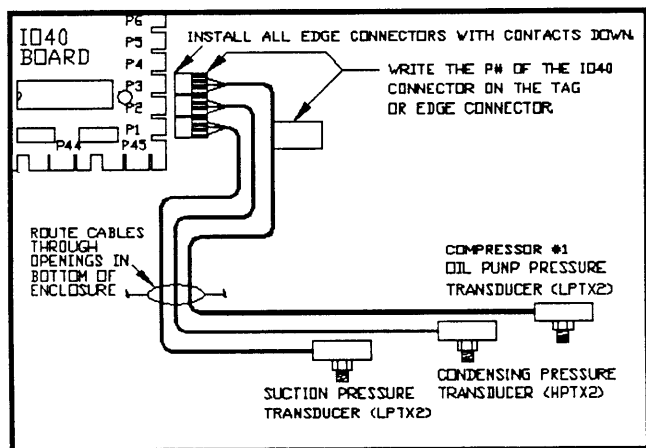 P6
IO40
BOARD
P5
P4
P3
P2
P1
P44
P45
INSTALL ALL EDGE CONNECTORS WITH CONTACTS DOWN.
WRITE THE P# OF THE IO40
CONNECTOR ON THE TAG
OR EDGE CONNECTOR.
ROUTE CABLES
THROUGH
OPENINGS IN
BOTTOM OF
ENCLOSURE
COMPRESSOR #1
OIL PUNP PRESSURE
TRANSDUCER (LPTX2)
CONDENSING PRESSURE
TRANSDUCER (HPTX2)
SUCTION PRESSURE
TRANSDUCER (LPTX2)